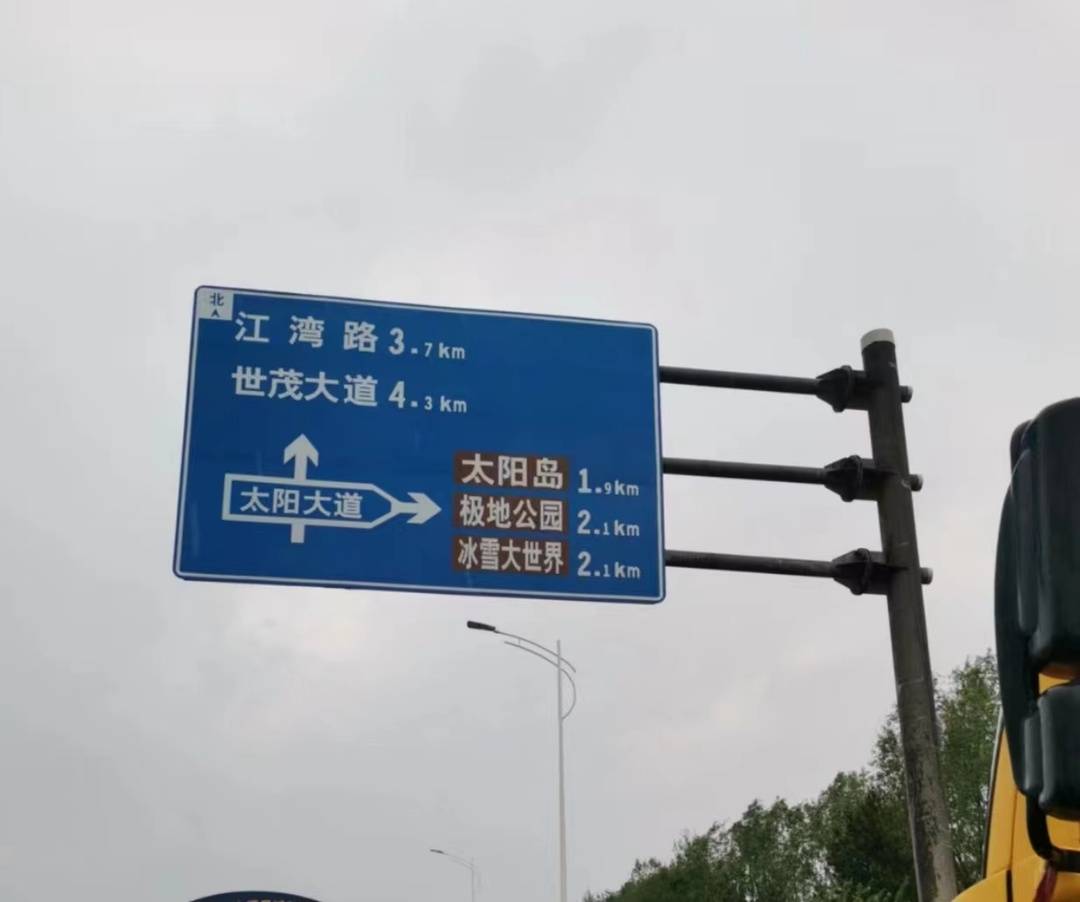 北
江湾路 3.7km
世茂大道 4.3km
太阳大道
太阳岛 1.9km
极地公园 2.1km
冰雪大世界 2.1km